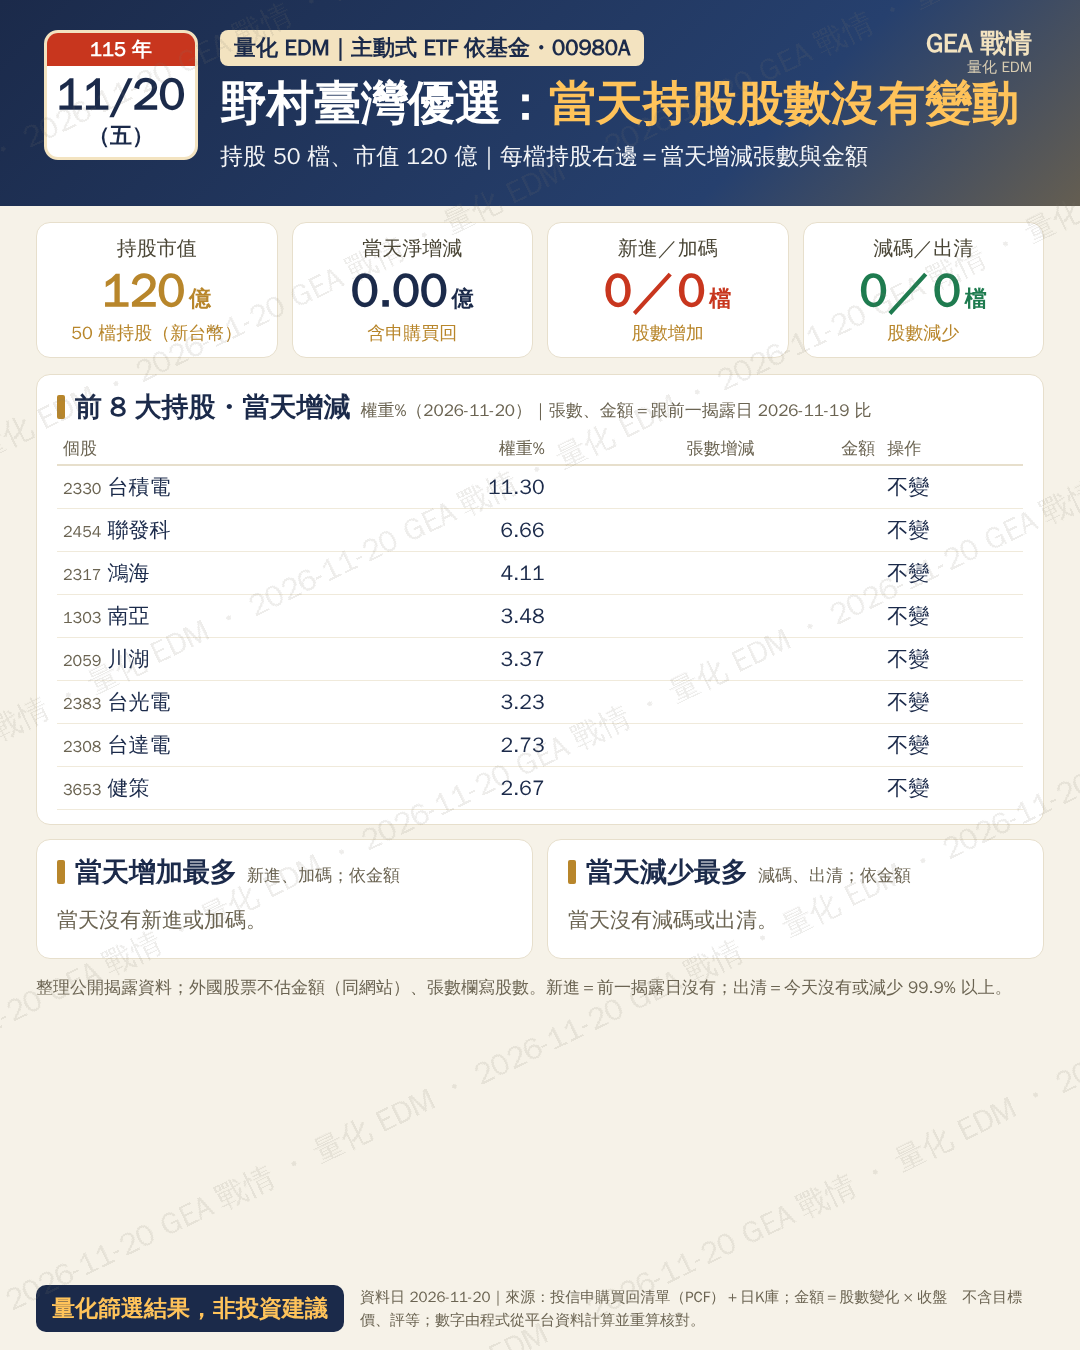 115 年
11/20
（五）
量化 EDM｜主動式 ETF 依基金・00980A
GEA 戰情
量化 EDM
野村臺灣優選：當天持股股數沒有變動
持股 50 檔、市值 120 億｜每檔持股右邊＝當天增減張數與金額
持股市值
120 億
50 檔持股（新台幣）
當天淨增減
0.00 億
含申購買回
新進／加碼
0／0 檔
股數增加
減碼／出清
0／0 檔
股數減少
前 8 大持股・當天增減 權重%（2026-11-20）｜張數、金額＝跟前一揭露日 2026-11-19 比
個股 權重% 張數增減 金額 操作
2330 台積電 11.30 不變
2454 聯發科 6.66 不變
2317 鴻海 4.11 不變
1303 南亞 3.48 不變
2059 川湖 3.37 不變
2383 台光電 3.23 不變
2308 台達電 2.73 不變
3653 健策 2.67 不變
當天增加最多 新進、加碼；依金額
當天沒有新進或加碼。
當天減少最多 減碼、出清；依金額
當天沒有減碼或出清。
整理公開揭露資料；外國股票不估金額（同網站）、張數欄寫股數。新進＝前一揭露日沒有；出清＝今天沒有或減少 99.9% 以上。
量化篩選結果，非投資建議
資料日 2026-11-20｜來源：投信申購買回清單（PCF）＋日K庫；金額＝股數變化 × 收盤　不含目標
價、評等；數字由程式從平台資料計算並重算核對。
2026-11-20 GEA 戰情 ・ 量化 EDM ・ 2026-11-20 GEA 戰情 ・ 量化 EDM